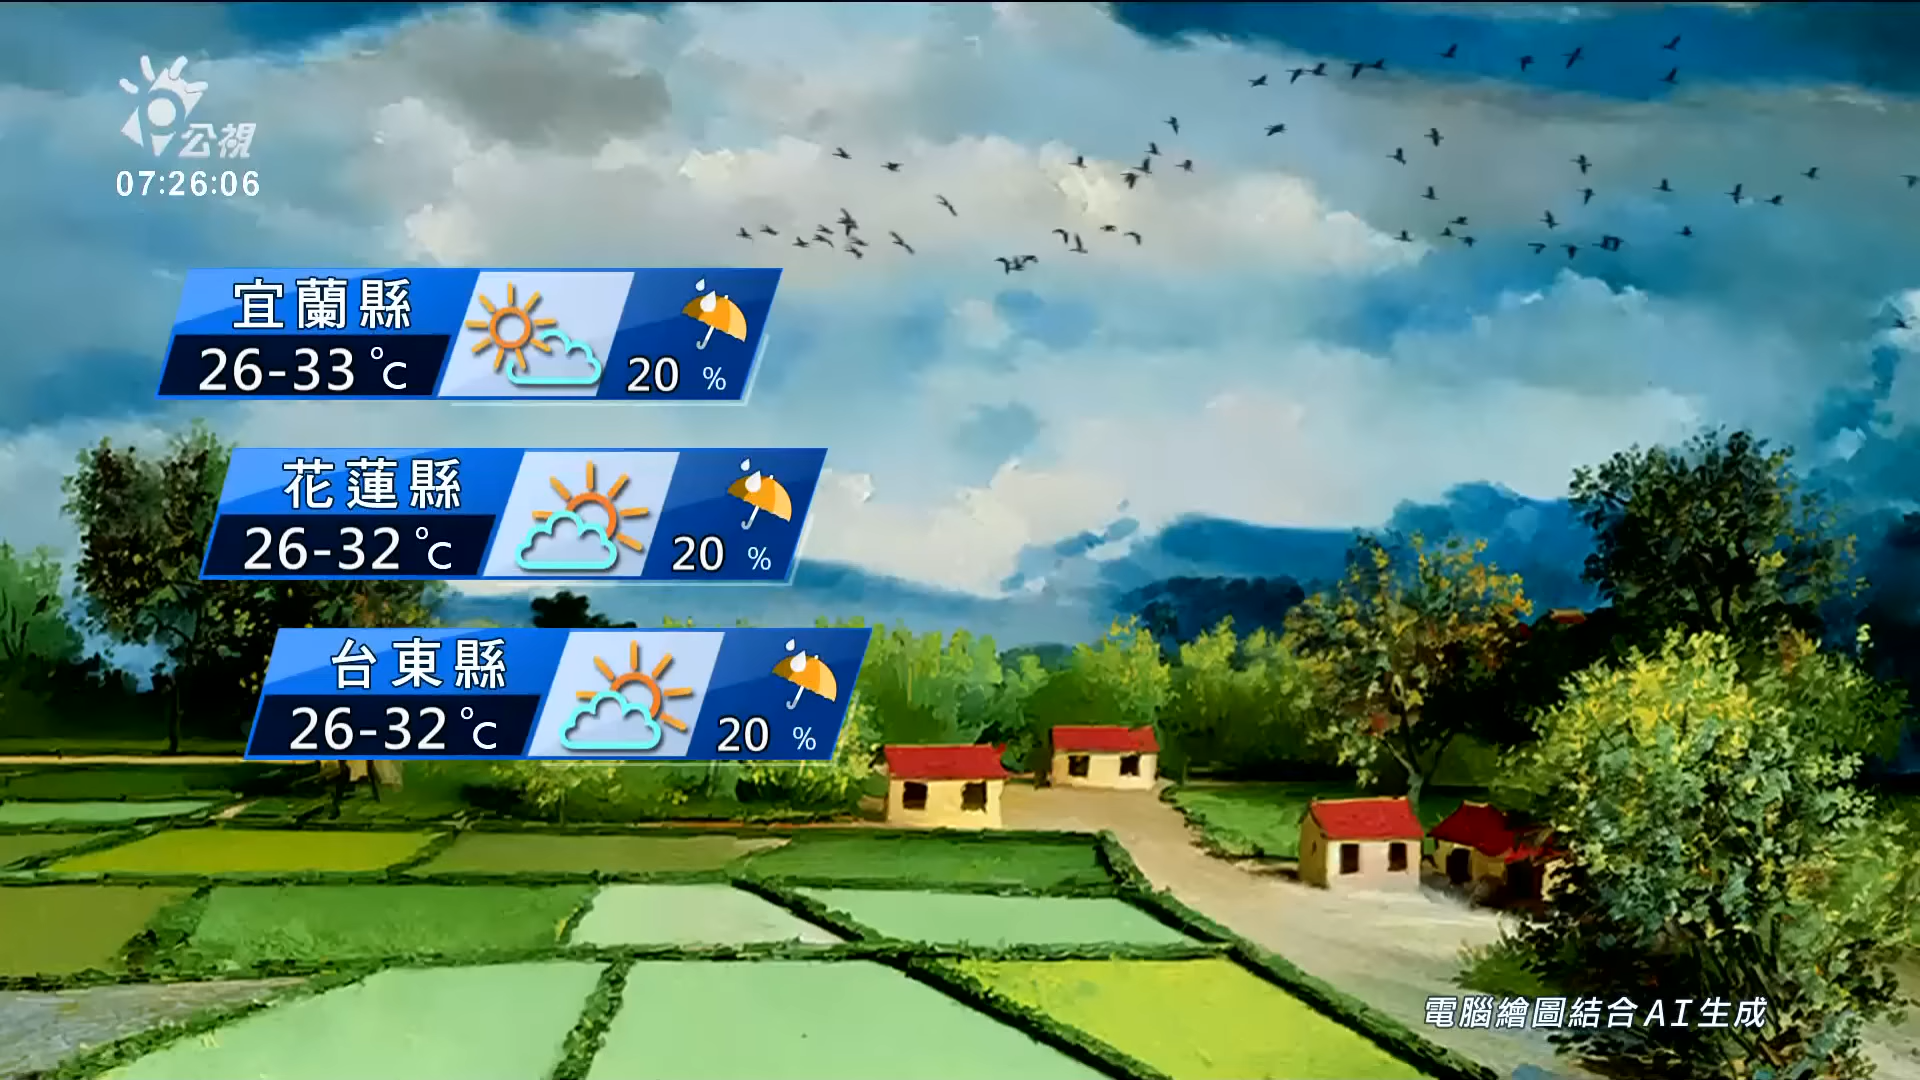 公視
07:26:06
宜蘭縣
26-33℃
20 %
花蓮縣
26-32℃
20 %
台東縣
26-32℃
20 %
電腦繪圖結合AI生成